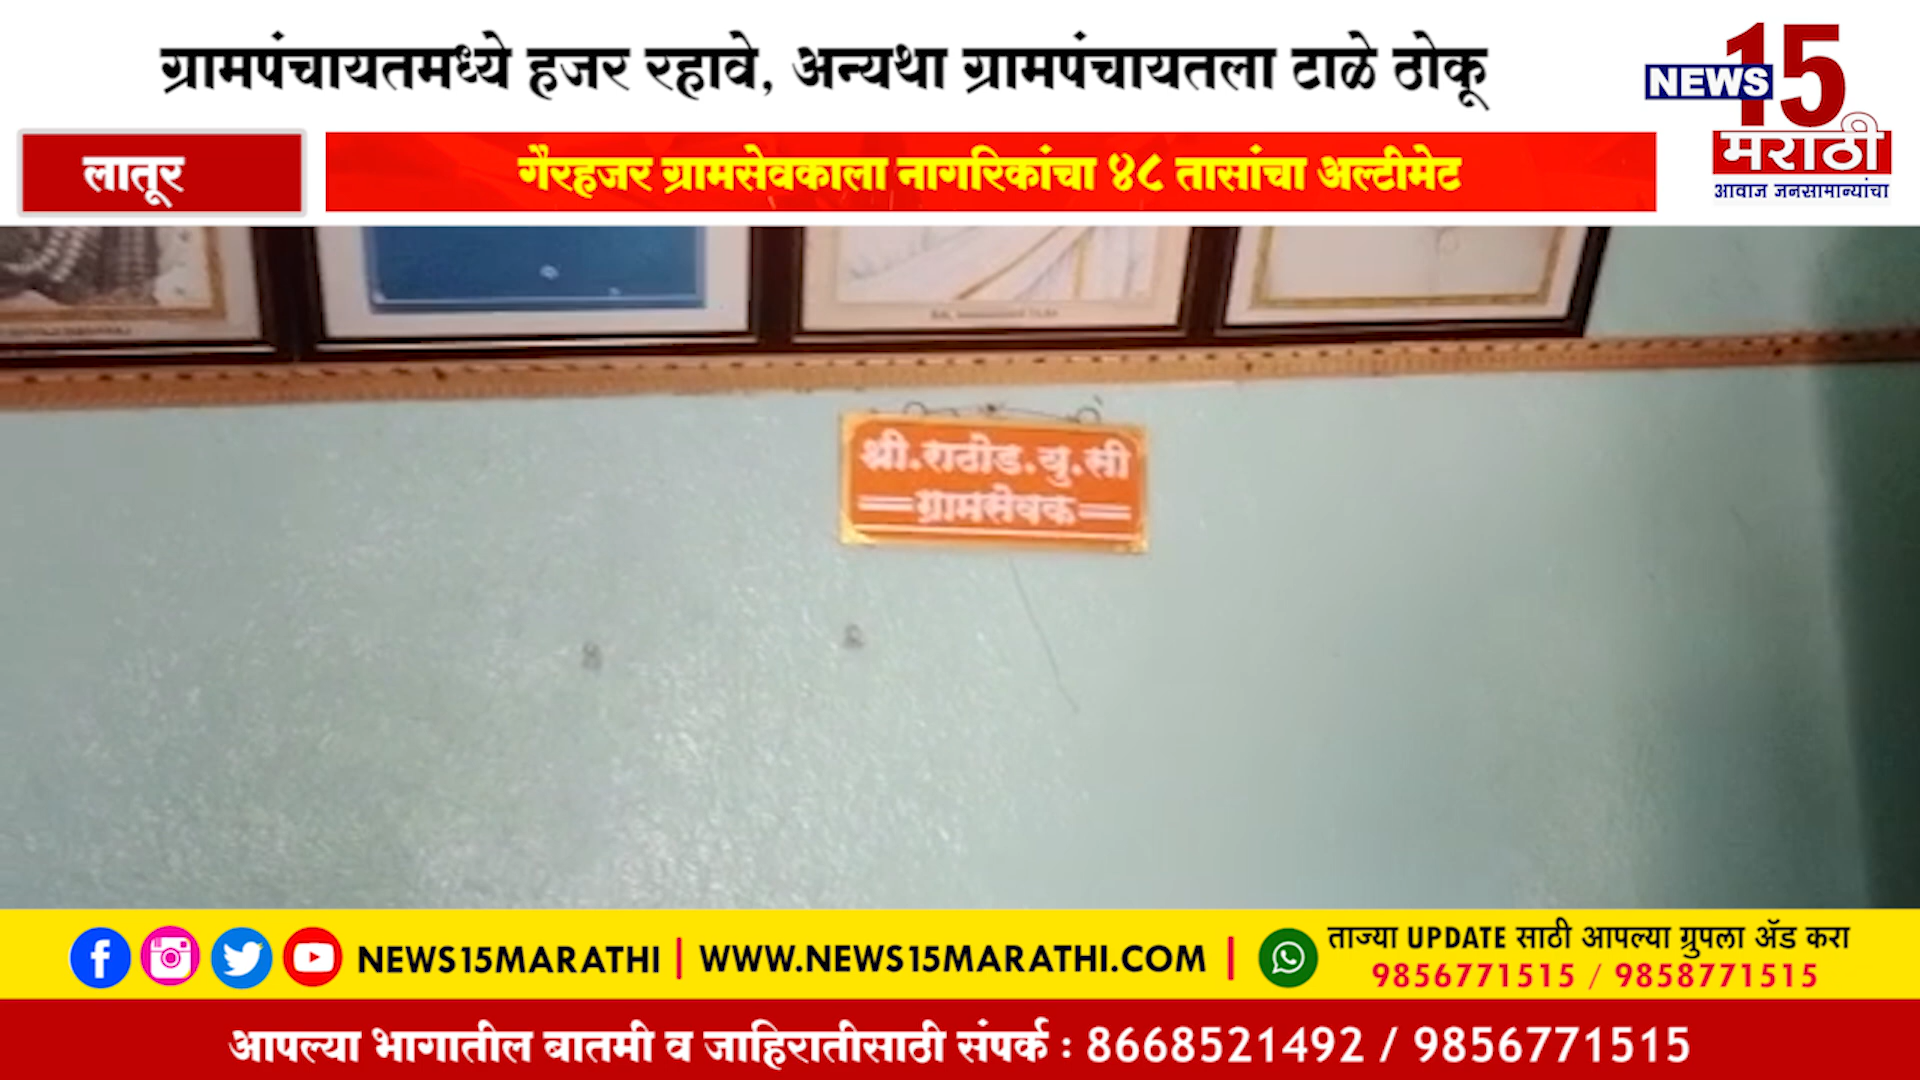 ग्रामपंचायतमध्ये हजर रहावे, अन्यथा ग्रामपंचायतला टाळे ठोकू
NEWS 15
मराठी
आवाज जनसामान्यांचा
लातूर
गैरहजर ग्रामसेवकाला नागरिकांचा ४८ तासांचा अल्टीमेट
श्री.राठोड.यु.सी
ग्रामसेवक
NEWS15MARATHI | WWW.NEWS15MARATHI.COM |
ताज्या UPDATE साठी आपल्या ग्रुपला ॲड करा
9856771515 / 9858771515
आपल्या भागातील बातमी व जाहिरातीसाठी संपर्क : 8668521492 / 9856771515